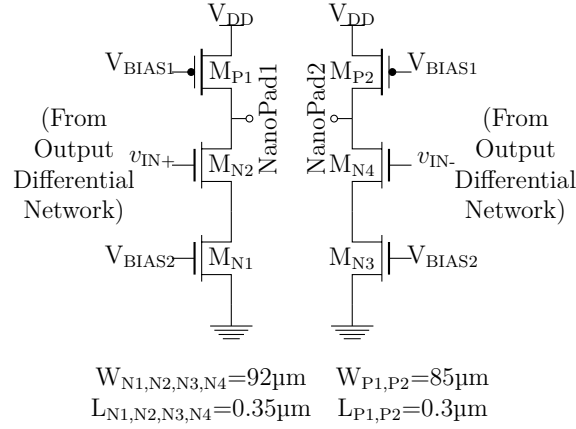 VDD VDD
VBIAS1 MP1 NanoPad1 NanoPad2 MP2 VBIAS1
(From
Output
Differential
Network)
vIN+ MN2 MN4 vIN-
(From
Output
Differential
Network)
VBIAS2 MN1 MN3 VBIAS2
WN1,N2,N3,N4=92µm WP1,P2=85µm
LN1,N2,N3,N4=0.35µm LP1,P2=0.3µm